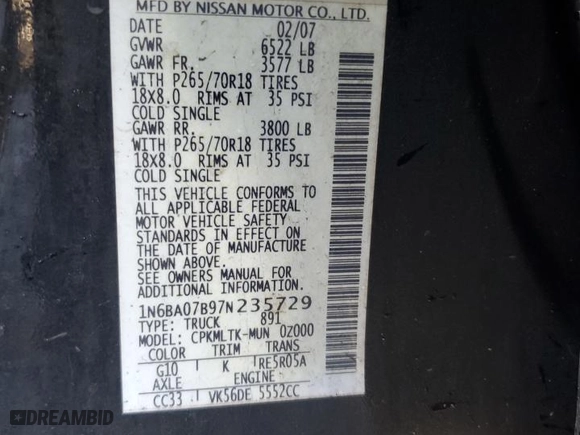 MFD BY NISSAN MOTOR CO., LTD.
DATE 02/07
GVWR 6522 LB
GAWR FR. 3577 LB
WITH P265/70R18 TIRES
18X8.0 RIMS AT 35 PSI
COLD SINGLE
GAWR RR. 3800 LB
WITH P265/70R18 TIRES
18X8.0 RIMS AT 35 PSI
COLD SINGLE
THIS VEHICLE CONFORMS TO
ALL APPLICABLE FEDERAL
MOTOR VEHICLE SAFETY
STANDARDS IN EFFECT ON
THE DATE OF MANUFACTURE
SHOWN ABOVE.
SEE OWNERS MANUAL FOR
ADDITIONAL INFORMATION
1N6BA07B97N235729
TYPE: TRUCK 891
MODEL: CPKMLTK-MUN 0Z000
COLOR TRIM TRANS
G10 K RE5R05A
AXLE ENGINE
CC33 VK56DE 5552CC
DREAMBID